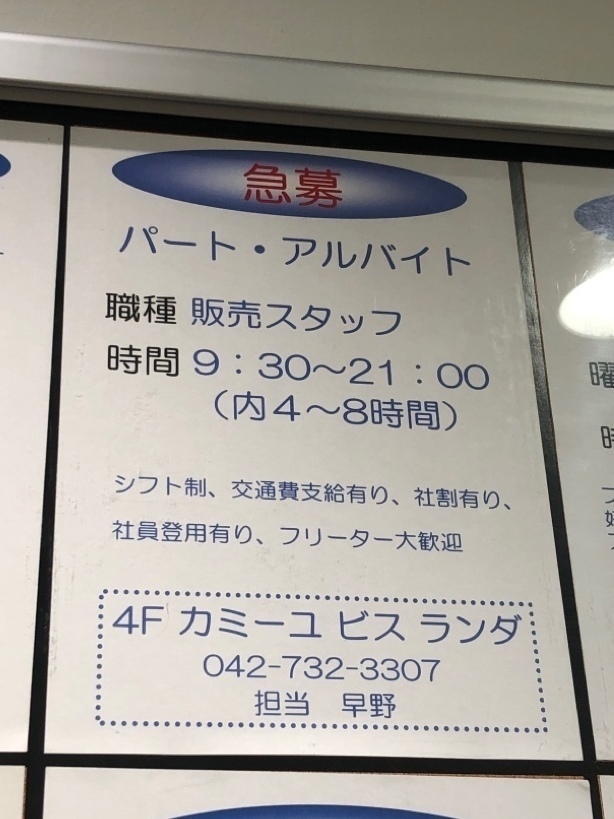 急募
パート・アルバイト
職種 販売スタッフ
時間 9：30～21：00
（内4～8時間）
シフト制、交通費支給有り、社割有り、
社員登用有り、フリーター大歓迎
4F カミーユ ビス ランダ
042-732-3307
担当 早野
曜